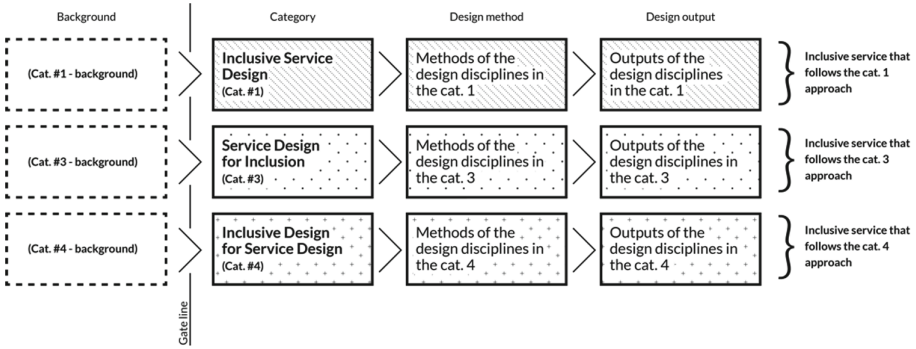 Background
Category
Design method
Design output
(Cat. #1 - background)
Inclusive Service
Design
(Cat. #1)
Methods of the
design disciplines in
the cat. 1
Outputs of the
design disciplines
in the cat. 1
Inclusive service that
follows the cat. 1
approach
(Cat. #3 - background)
Service Design
for Inclusion
(Cat. #3)
Methods of the
design disciplines in
the cat. 3
Outputs of the
design disciplines in
the cat. 3
Inclusive service that
follows the cat. 3
approach
(Cat. #4 - background)
Inclusive Design
for Service Design
(Cat. #4)
Methods of the
design disciplines in
the cat. 4
Outputs of the
design disciplines in
the cat. 4
Inclusive service that
follows the cat. 4
approach
Gate line